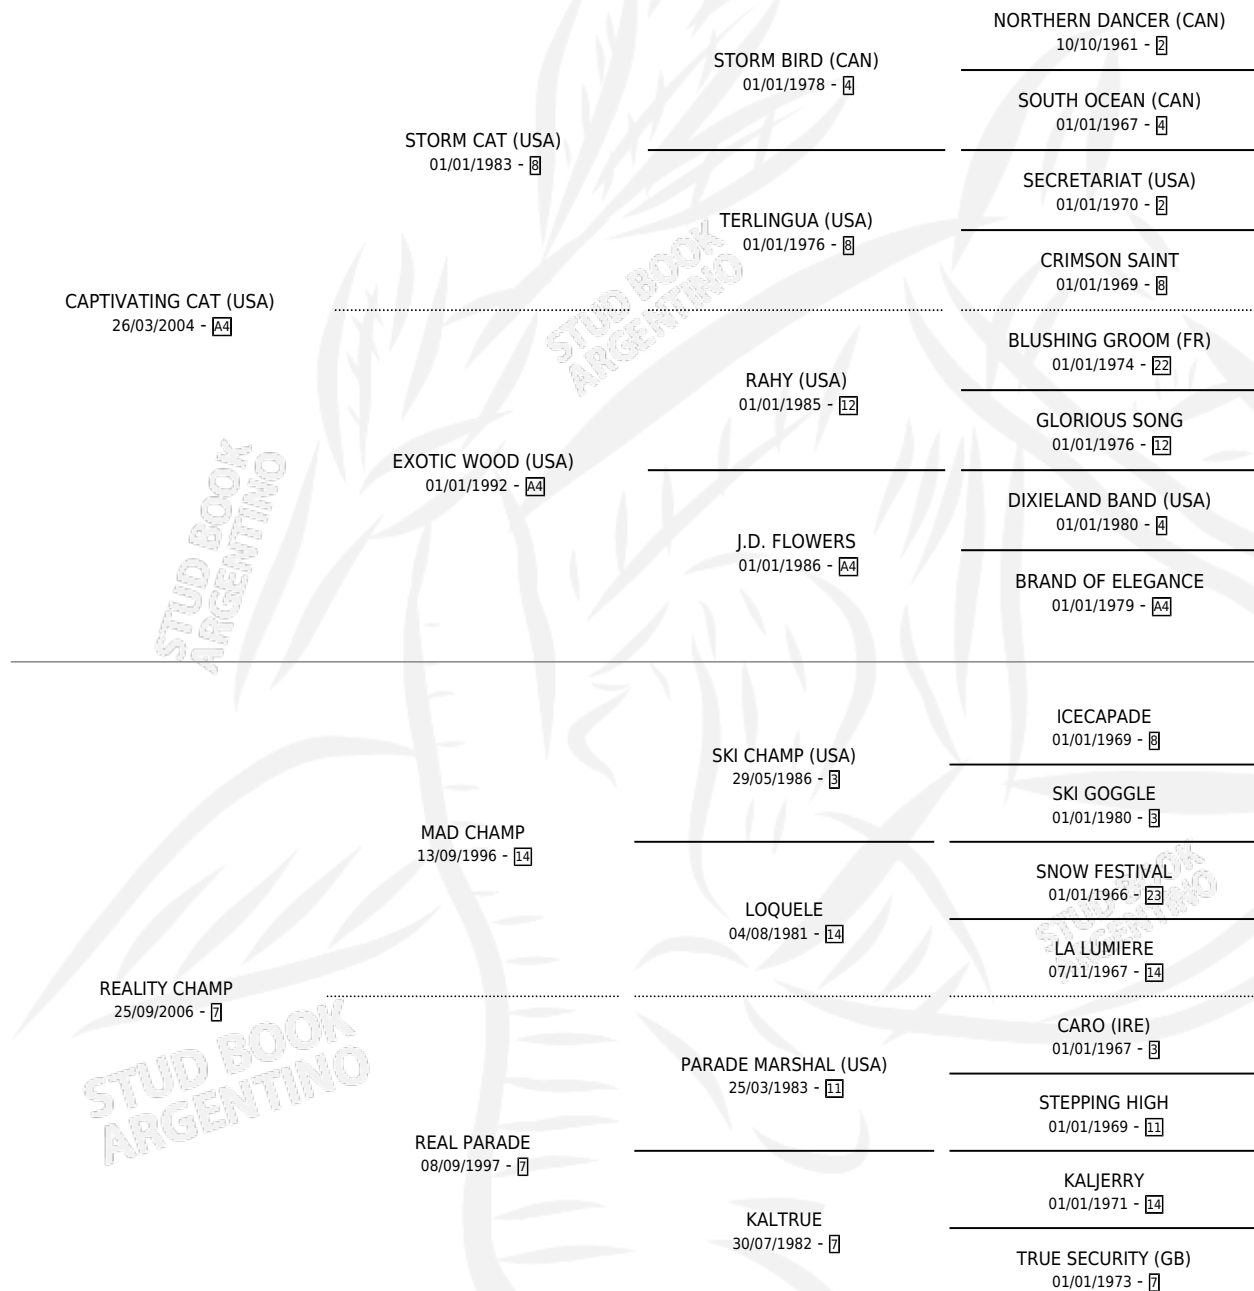 NORTHERN DANCER (CAN)
10/10/1961 - 2
STORM BIRD (CAN)
01/01/1978 - 4
SOUTH OCEAN (CAN)
01/01/1967 - 4
STORM CAT (USA)
01/01/1983 - 8
SECRETARIAT (USA)
01/01/1970 - 2
TERLINGUA (USA)
01/01/1976 - 8
CRIMSON SAINT
01/01/1969 - 8
CAPTIVATING CAT (USA)
26/03/2004 - A4
BLUSHING GROOM (FR)
01/01/1974 - 22
RAHY (USA)
01/01/1985 - 12
GLORIOUS SONG
01/01/1976 - 12
EXOTIC WOOD (USA)
01/01/1992 - A4
DIXIELAND BAND (USA)
01/01/1980 - 4
J.D. FLOWERS
01/01/1986 - A4
BRAND OF ELEGANCE
01/01/1979 - A4
ICECAPADE
01/01/1969 - 8
SKI CHAMP (USA)
29/05/1986 - 3
SKI GOGGLE
01/01/1980 - 3
MAD CHAMP
13/09/1996 - 14
SNOW FESTIVAL
01/01/1966 - 23
LOQUELE
04/08/1981 - 14
LA LUMIERE
07/11/1967 - 14
REALITY CHAMP
25/09/2006 - 7
CARO (IRE)
01/01/1967 - 3
PARADE MARSHAL (USA)
25/03/1983 - 11
STEPPING HIGH
01/01/1969 - 11
REAL PARADE
08/09/1997 - 7
KALJERRY
01/01/1971 - 14
KALTRUE
30/07/1982 - 7
TRUE SECURITY (GB)
01/01/1973 - 7
STUD BOOK
ARGENTINO
STUD BOOK
ARGENTINO
STUD BOOK
ARGENTINO
STUD BOOK
ARGENTINO